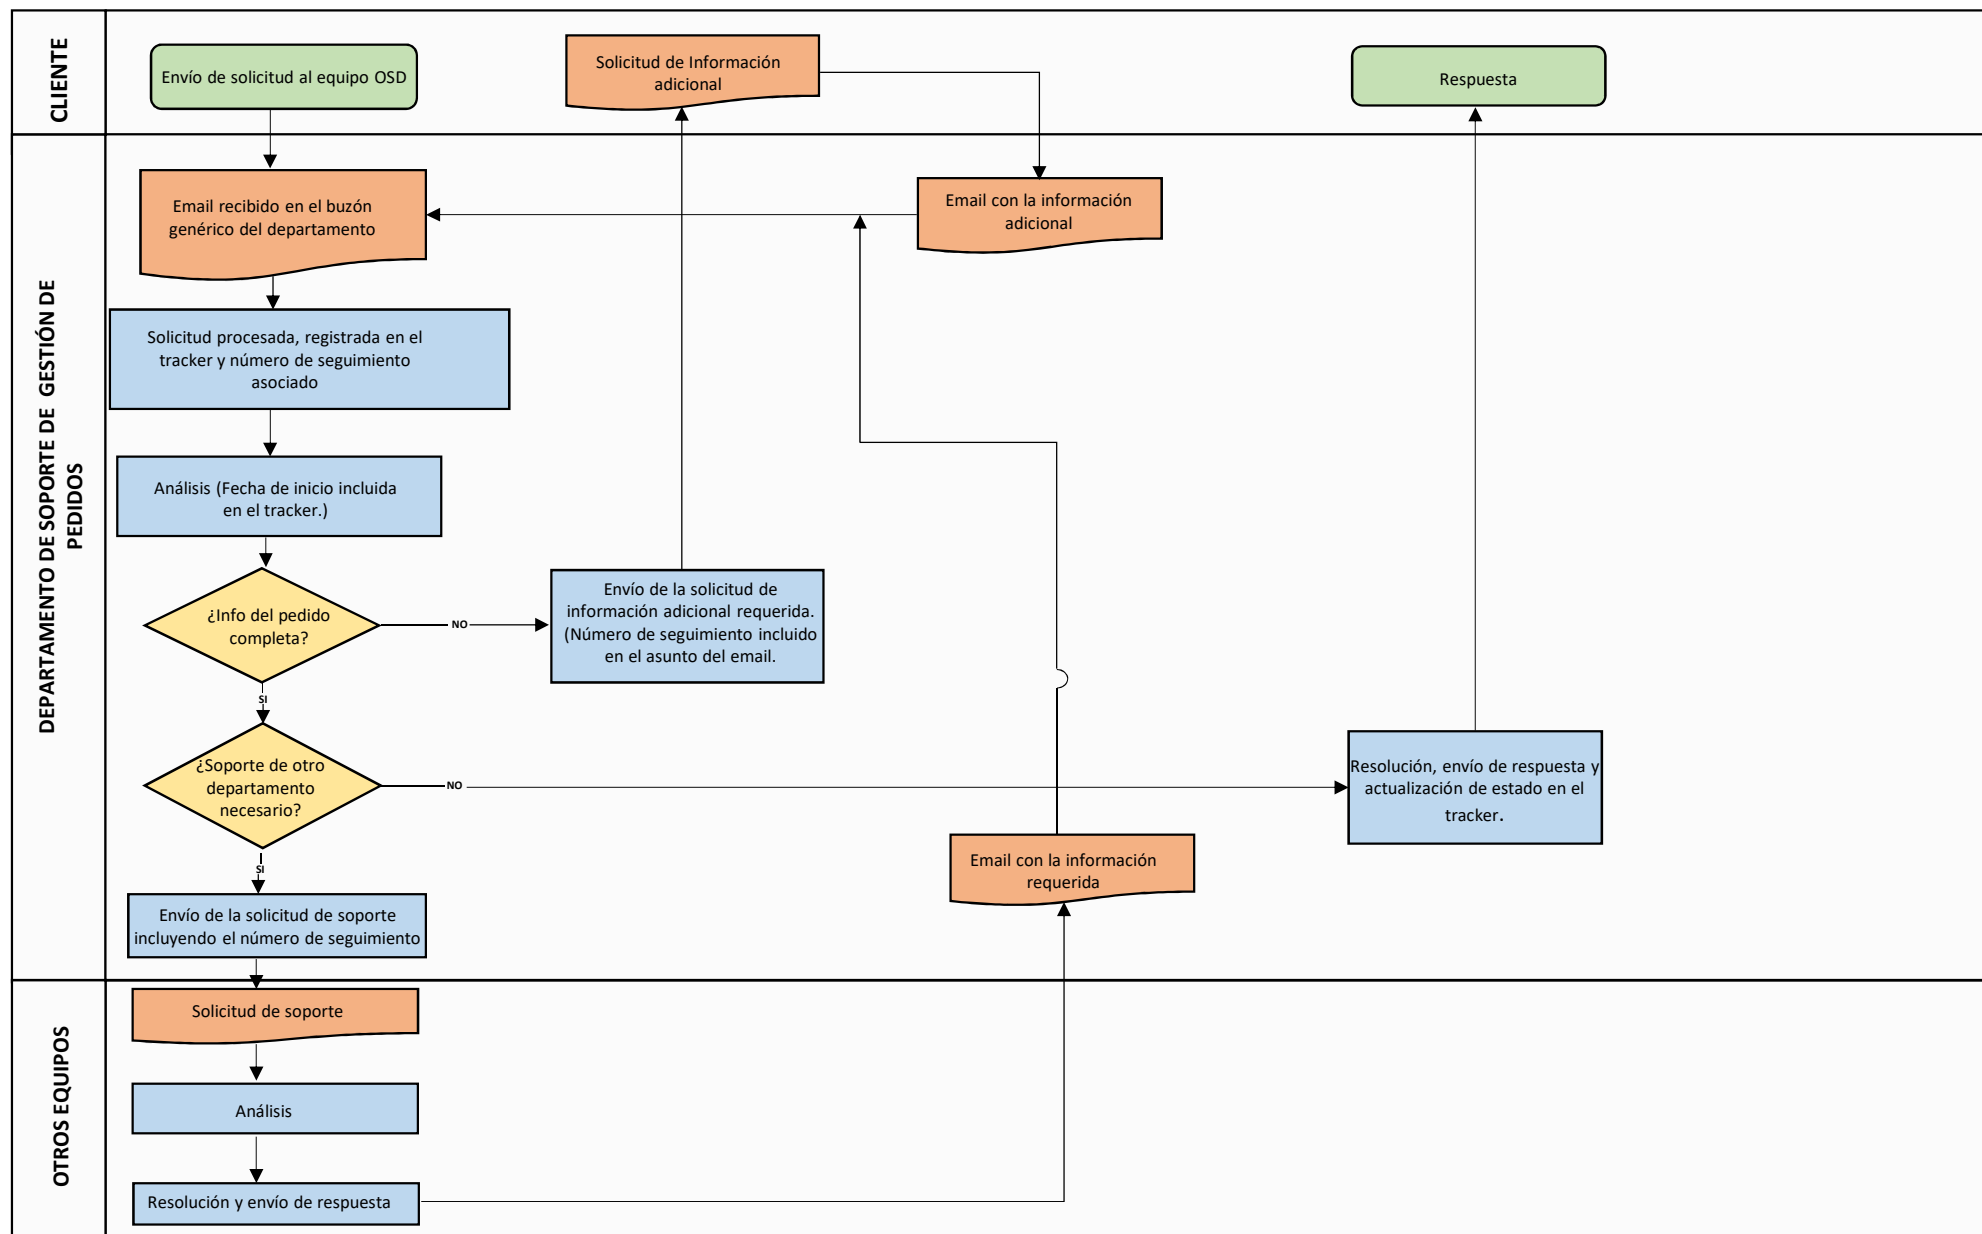 CLIENTE
Envío de solicitud al equipo OSD
Solicitud de Información
adicional
Respuesta
DEPARTAMENTO DE SOPORTE DE GESTIÓN DE
PEDIDOS
Email recibido en el buzón
genérico del departamento
Email con la información
adicional
Solicitud procesada, registrada en el
tracker y número de seguimiento
asociado
Análisis (Fecha de inicio incluida
en el tracker.)
¿Info del pedido
completa?
NO
Envío de la solicitud de
información adicional requerida.
(Número de seguimiento incluido
en el asunto del email.
SI
¿Soporte de otro
departamento
necesario?
NO
Resolución, envío de respuesta y
actualización de estado en el
tracker.
SI
Email con la información
requerida
Envío de la solicitud de soporte
incluyendo el número de seguimiento
OTROS EQUIPOS
Solicitud de soporte
Análisis
Resolución y envío de respuesta